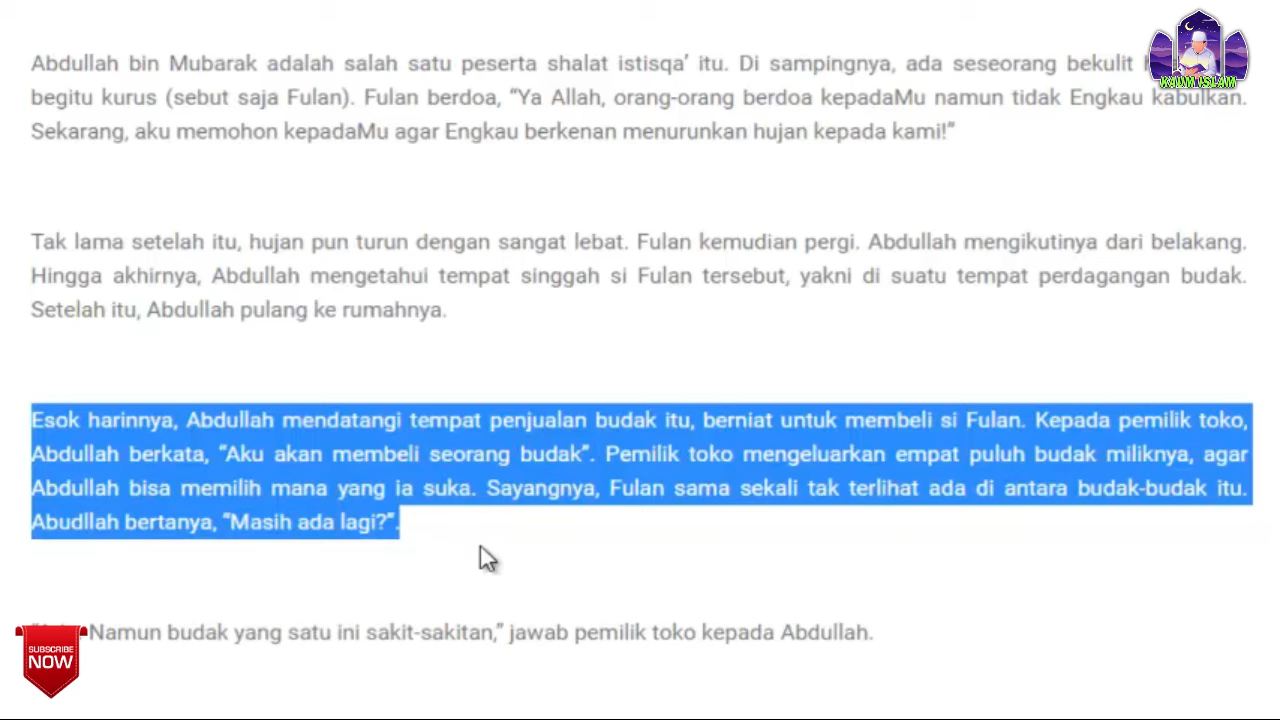 Abdullah bin Mubarak adalah salah satu peserta shalat istisqa’ itu. Di sampingnya, ada seseorang bekulit
begitu kurus (sebut saja Fulan). Fulan berdoa, “Ya Allah, orang-orang berdoa kepadaMu namun tidak Engkau kabulkan.
Sekarang, aku memohon kepadaMu agar Engkau berkenan menurunkan hujan kepada kami!”
Tak lama setelah itu, hujan pun turun dengan sangat lebat. Fulan kemudian pergi. Abdullah mengikutinya dari belakang.
Hingga akhirnya, Abdullah mengetahui tempat singgah si Fulan tersebut, yakni di suatu tempat perdagangan budak.
Setelah itu, Abdullah pulang ke rumahnya.
Esok harinnya, Abdullah mendatangi tempat penjualan budak itu, berniat untuk membeli si Fulan. Kepada pemilik toko,
Abdullah berkata, “Aku akan membeli seorang budak”. Pemilik toko mengeluarkan empat puluh budak miliknya, agar
Abdullah bisa memilih mana yang ia suka. Sayangnya, Fulan sama sekali tak terlihat ada di antara budak-budak itu.
Abudllah bertanya, “Masih ada lagi?”.
Namun budak yang satu ini sakit-sakitan,” jawab pemilik toko kepada Abdullah.
KALAM ISLAM
SUBSCRIBE
NOW